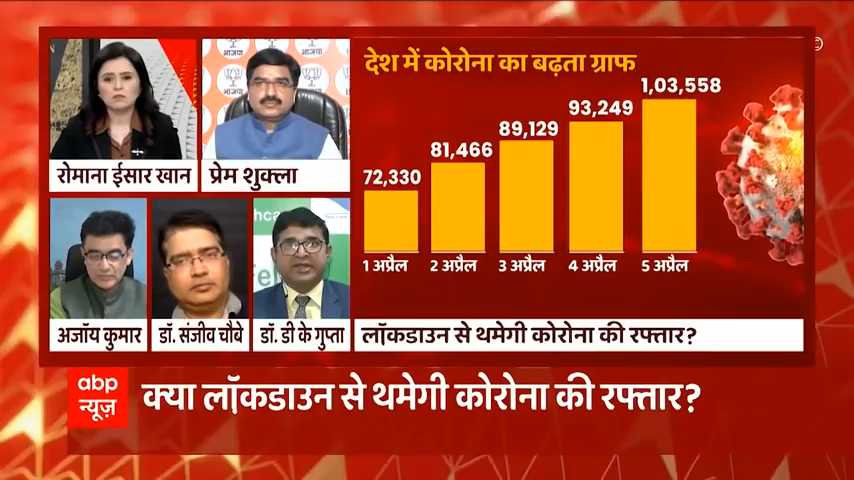 देश में कोरोना का बढ़ता ग्राफ
1,03,558
93,249
89,129
81,466
72,330
1 अप्रैल
2 अप्रैल
3 अप्रैल
4 अप्रैल
5 अप्रैल
भाजपा
रोमाना ईसार खान
प्रेम शुक्ला
अजॉय कुमार
डॉ. संजीव चौबे
डॉ. डी के गुप्ता
लॉकडाउन से थमेगी कोरोना की रफ्तार?
abp
न्यूज़
क्या लॉकडाउन से थमेगी कोरोना की रफ्तार?